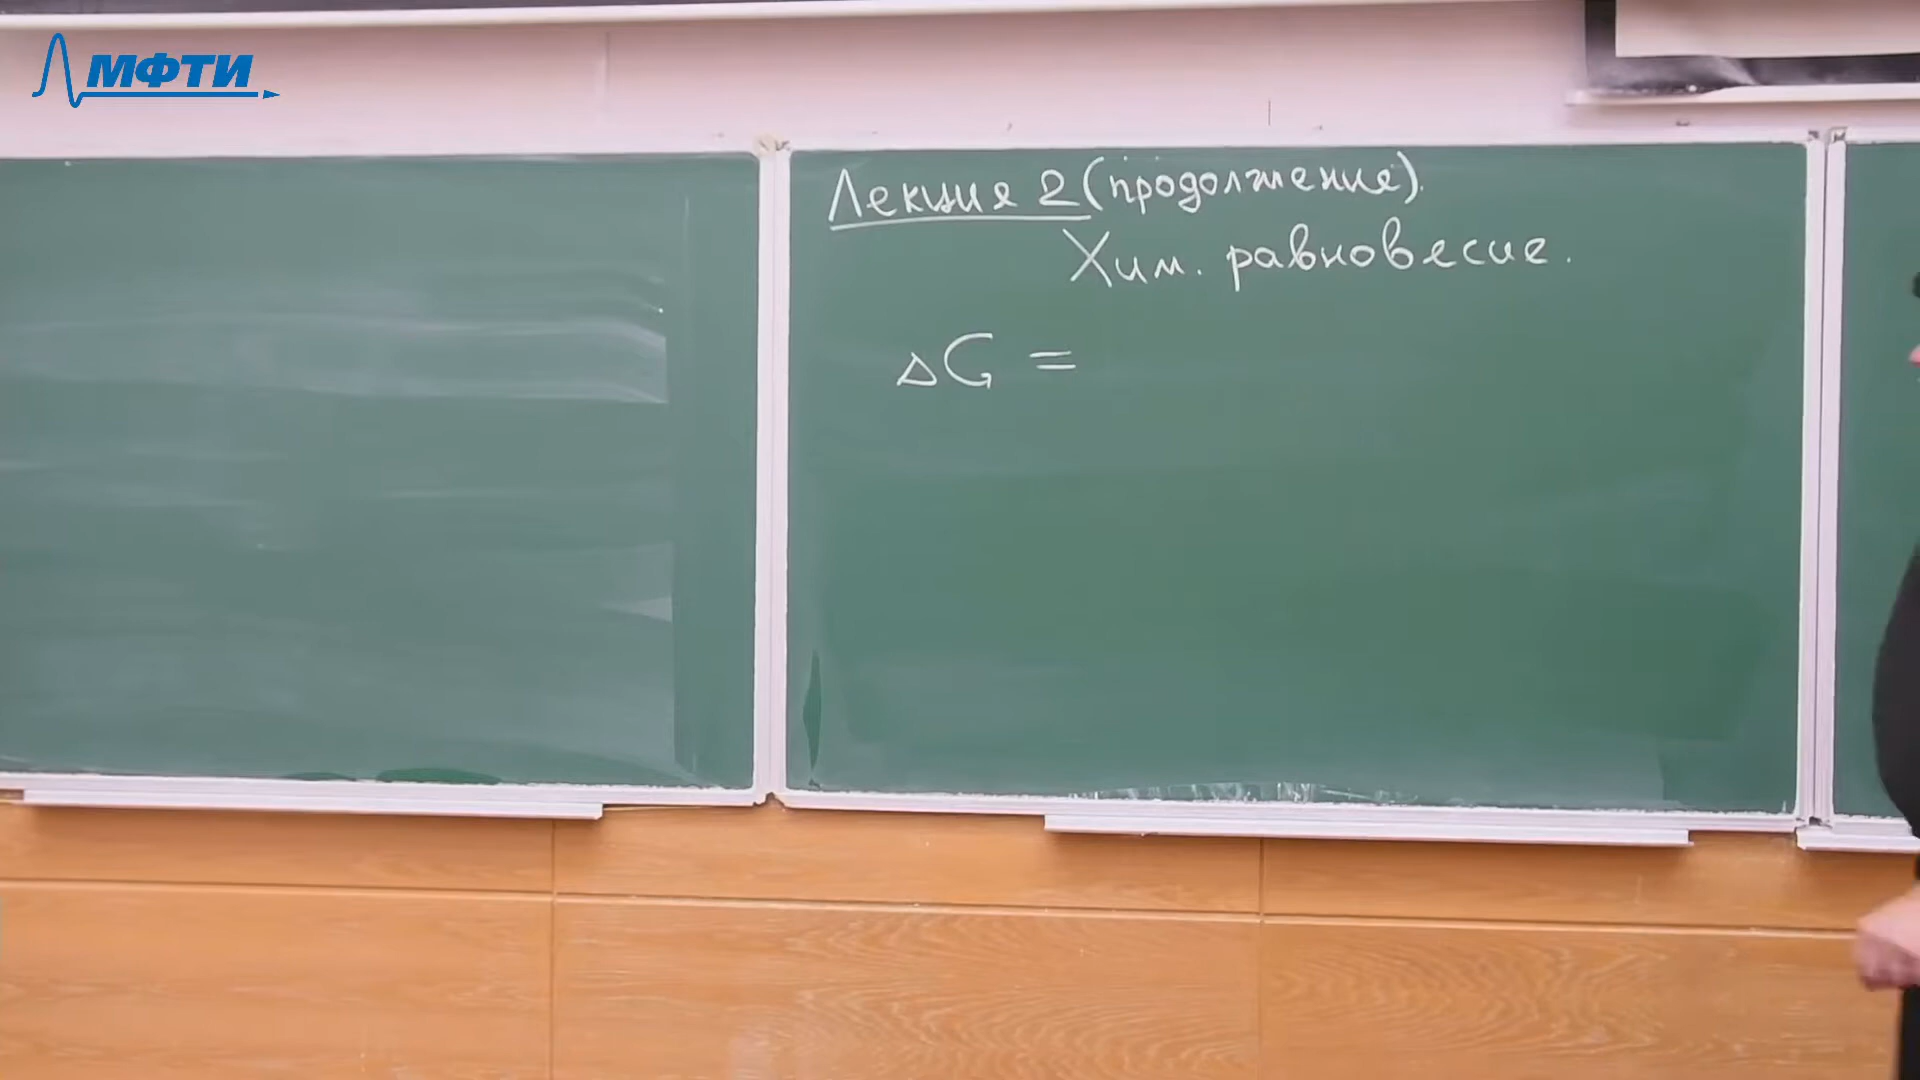 МФТИ
Лекция 2 (продолжение).
Хим. равновесие.
ΔG =